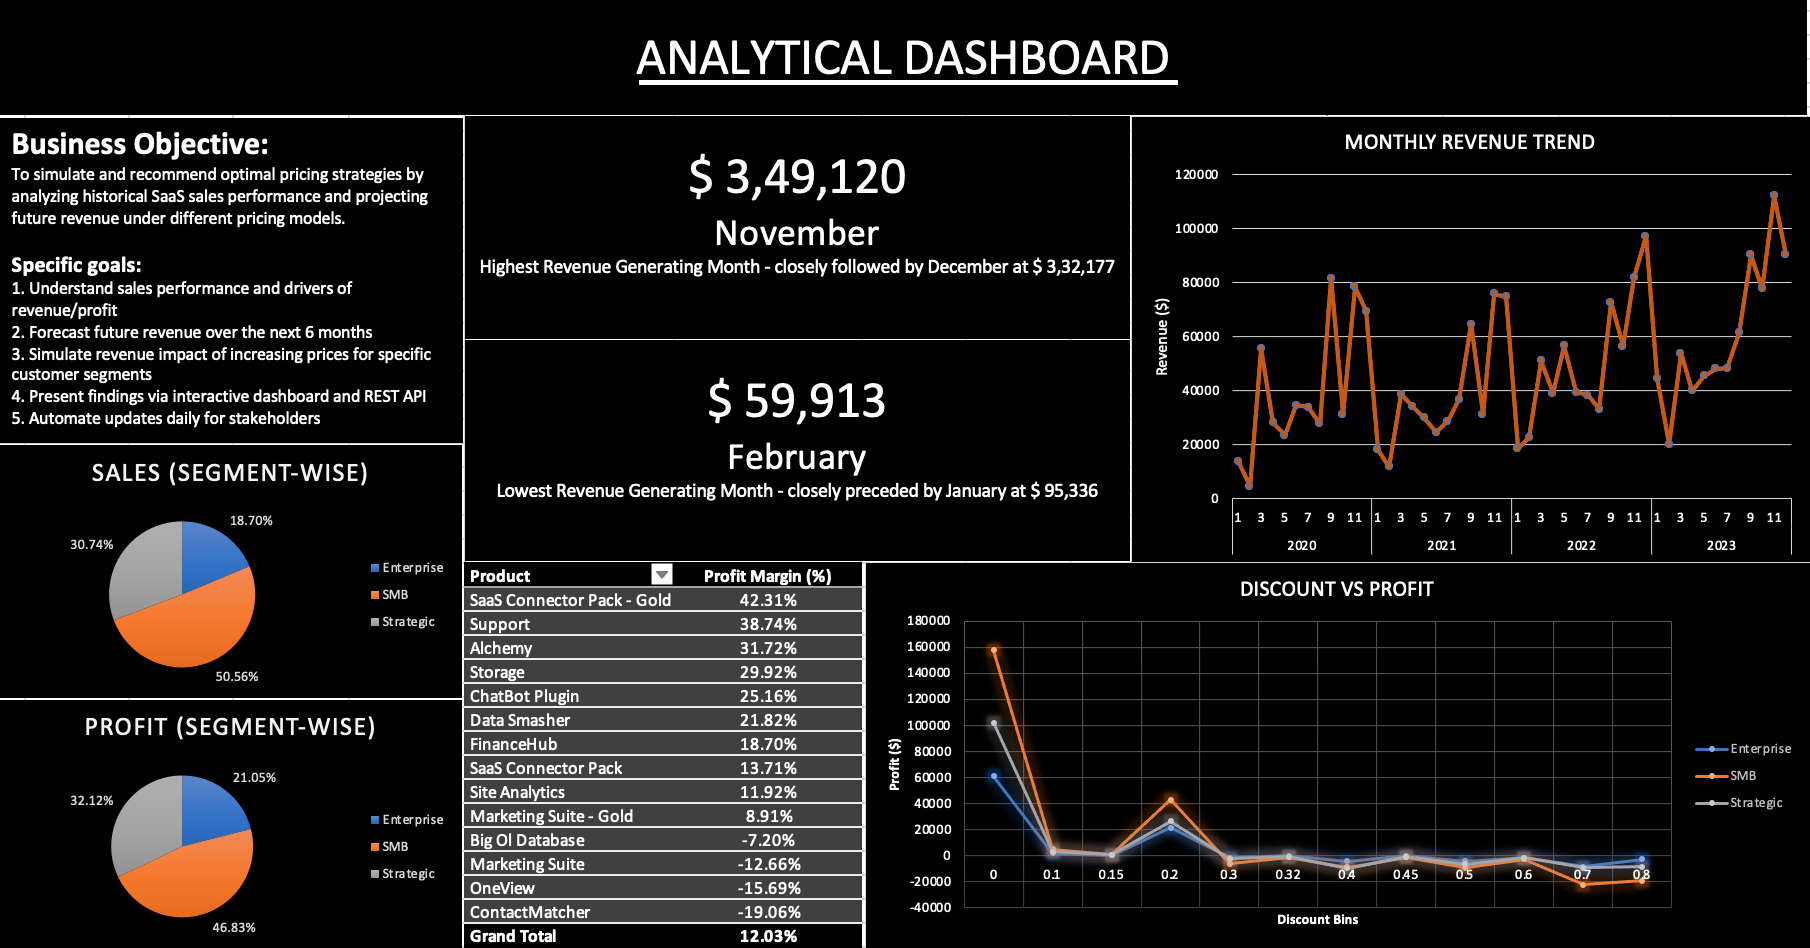 ANALYTICAL DASHBOARD
Business Objective:
To simulate and recommend optimal pricing strategies by
analyzing historical SaaS sales performance and projecting
future revenue under different pricing models.
Specific goals:
1. Understand sales performance and drivers of
revenue/profit
2. Forecast future revenue over the next 6 months
3. Simulate revenue impact of increasing prices for specific
customer segments
4. Present findings via interactive dashboard and REST API
5. Automate updates daily for stakeholders
$ 3,49,120
November
Highest Revenue Generating Month - closely followed by December at $ 3,32,177
$ 59,913
February
Lowest Revenue Generating Month - closely preceded by January at $ 95,336
MONTHLY REVENUE TREND
Revenue ($)
120000
100000
80000
60000
40000
20000
0
1 3 5 7 9 11 1 3 5 7 9 11 1 3 5 7 9 11 1 3 5 7 9 11
2020 2021 2022 2023
SALES (SEGMENT-WISE)
18.70%
30.74%
50.56%
Enterprise
SMB
Strategic
PROFIT (SEGMENT-WISE)
21.05%
32.12%
46.83%
Enterprise
SMB
Strategic
Product Profit Margin (%)
SaaS Connector Pack - Gold 42.31%
Support 38.74%
Alchemy 31.72%
Storage 29.92%
ChatBot Plugin 25.16%
Data Smasher 21.82%
FinanceHub 18.70%
SaaS Connector Pack 13.71%
Site Analytics 11.92%
Marketing Suite - Gold 8.91%
Big Ol Database -7.20%
Marketing Suite -12.66%
OneView -15.69%
ContactMatcher -19.06%
Grand Total 12.03%
DISCOUNT VS PROFIT
Profit ($)
180000
160000
140000
120000
100000
80000
60000
40000
20000
0
-20000
-40000
0 0.1 0.15 0.2 0.3 0.32 0.4 0.45 0.5 0.6 0.7 0.8
Discount Bins
Enterprise
SMB
Strategic